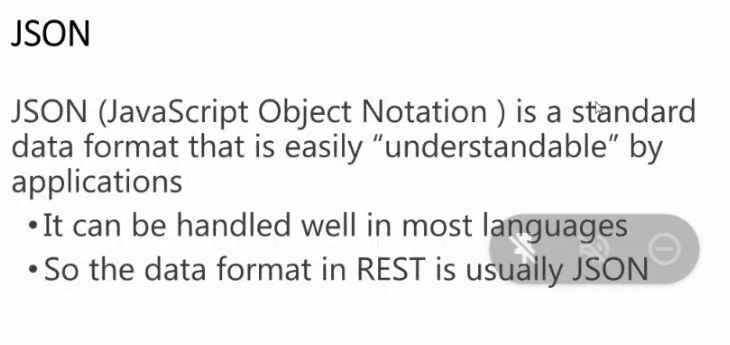 JSON
JSON (JavaScript Object Notation ) is a standard
data format that is easily “understandable” by
applications
•It can be handled well in most languages
•So the data format in REST is usually JSON